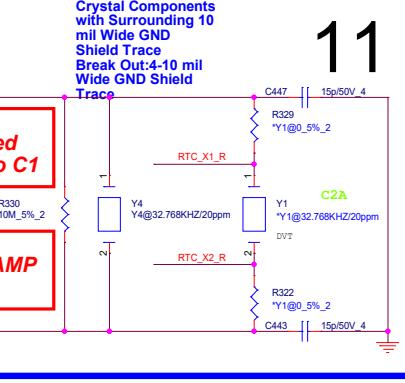 Crystal Components
with Surrounding 10
mil Wide GND
Shield Trace
Break Out:4-10 mil
Wide GND Shield
Trace
11
C447
15p/50V_4
R329
*Y1@0_5%_2
ed
o C1
RTC_X1_R
R330
10M_5%_2
1
Y4
Y4@32.768KHZ/20ppm
2
1
Y1
*Y1@32.768KHZ/20ppm
2
C2A
DVT
AMP
RTC_X2_R
R322
*Y1@0_5%_2
C443
15p/50V_4